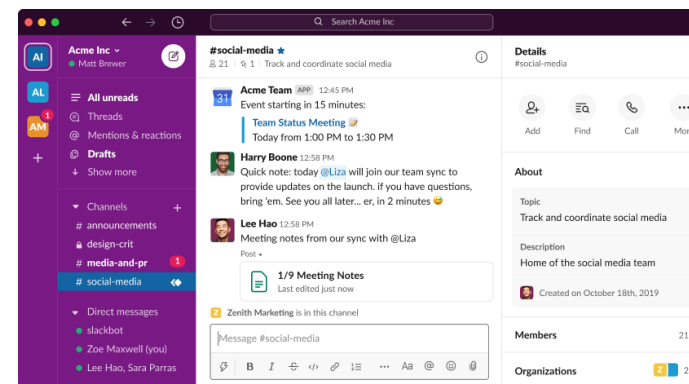 Search Acme Inc
AI
AL
1
AM
Acme Inc
Matt Brewer
All unreads
Threads
Mentions & reactions
Drafts
Show more
Channels
# announcements
design-crit
# media-and-pr 1
# social-media
Direct messages
slackbot
Zoe Maxwell (you)
Lee Hao, Sara Parras
#social-media
21 1 Track and coordinate social media
31
Acme Team APP 12:45 PM
Event starting in 15 minutes:
Team Status Meeting
Today from 1:00 PM to 1:30 PM
Harry Boone 12:58 PM
Quick note: today @Liza will join our team sync to
provide updates on the launch. if you have questions,
bring 'em. See you all later... er, in 2 minutes
Lee Hao 12:58 PM
Meeting notes from our sync with @Liza
Post
1/9 Meeting Notes
Last edited just now
Z Zenith Marketing is in this channel
Message #social-media
B I S </> ... Aa @
Details
#social-media
Add Find Call Mor
About
Topic
Track and coordinate social media
Description
Home of the social media team
Created on October 18th, 2019
Members 21
Organizations Z 2